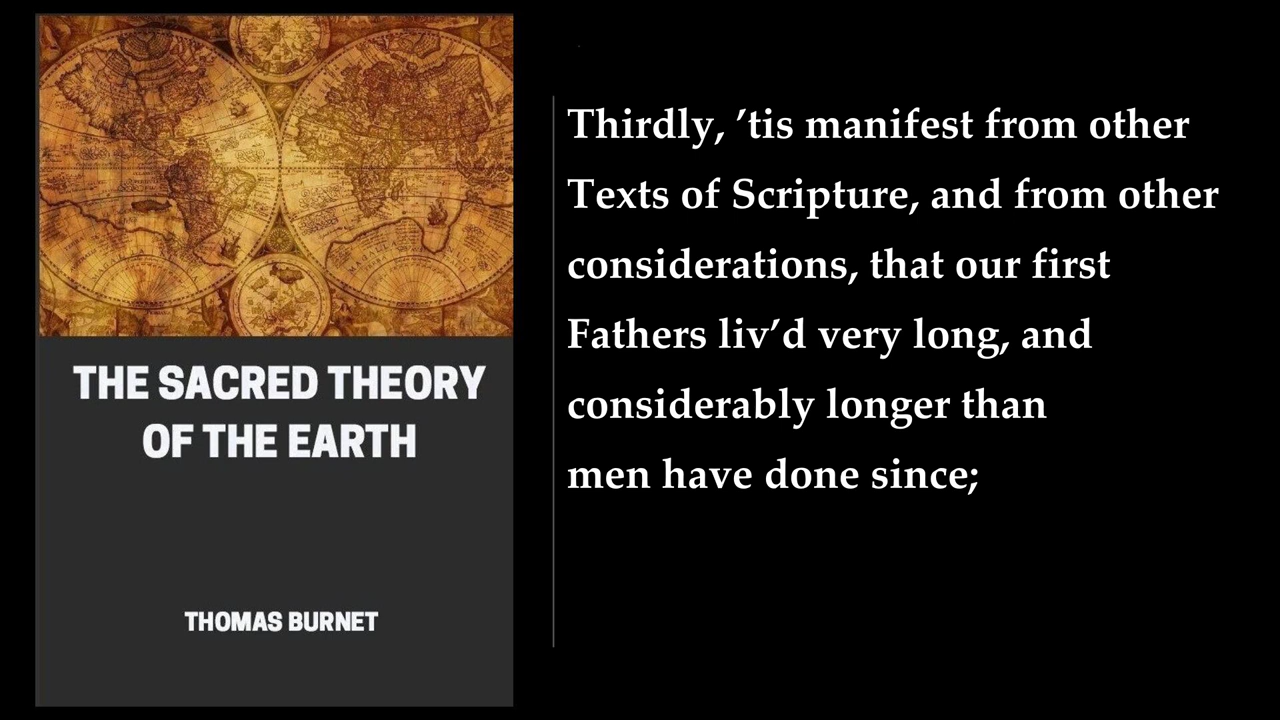 THE SACRED THEORY
OF THE EARTH
THOMAS BURNET
Thirdly, ’tis manifest from other
Texts of Scripture, and from other
considerations, that our first
Fathers liv’d very long, and
considerably longer than
men have done since;